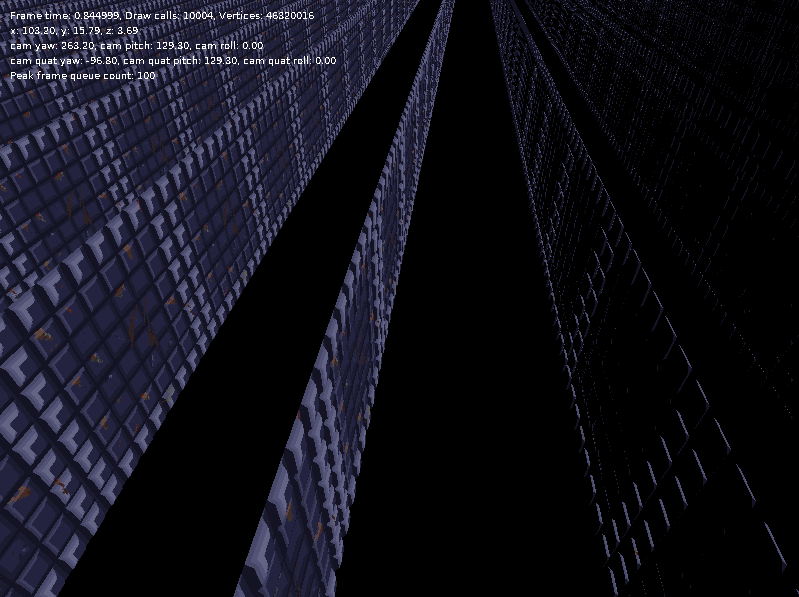 Frame time: 0.844999, Draw calls: 10004, Vertices: 46820016
x: 103.20, y: 15.79, z: 3.69
cam yaw: 263.20, cam pitch: 129.30, cam roll: 0.00
cam quat yaw: -96.80, cam quat pitch: 129.30, cam quat roll: 0.00
Peak frame queue count: 100